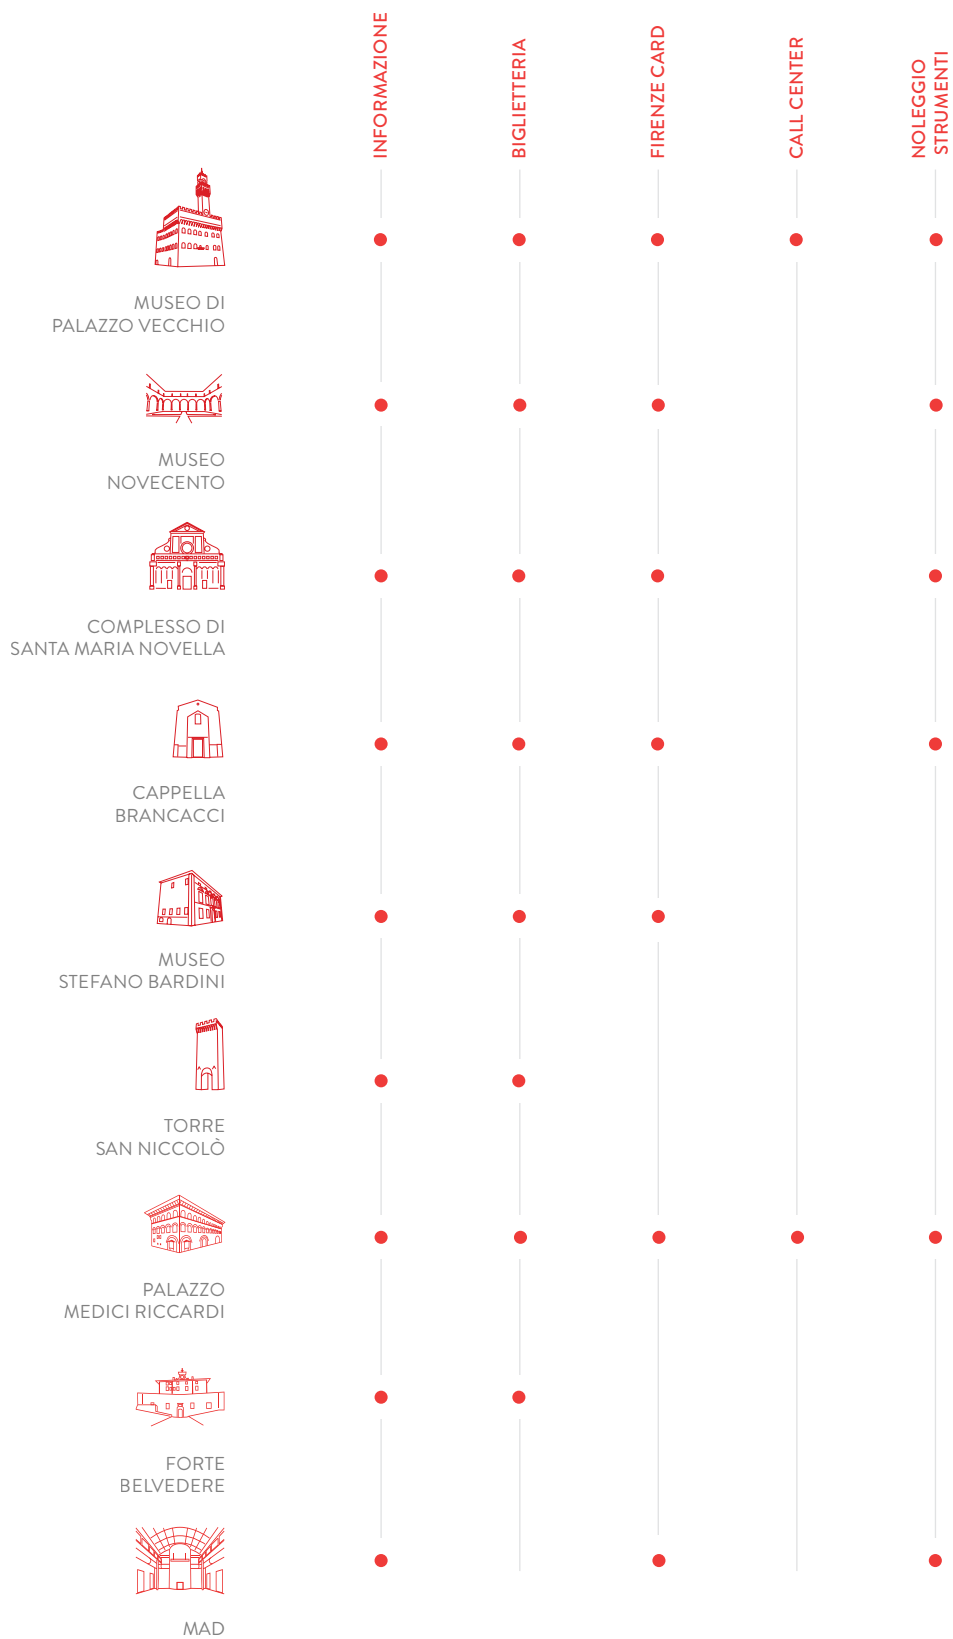 INFORMAZIONE
BIGLIETTERIA
FIRENZE CARD
CALL CENTER
NOLEGGIO
STRUMENTI
MUSEO DI
PALAZZO VECCHIO
MUSEO
NOVECENTO
COMPLESSO DI
SANTA MARIA NOVELLA
CAPPELLA
BRANCACCI
MUSEO
STEFANO BARDINI
TORRE
SAN NICCOLÒ
PALAZZO
MEDICI RICCARDI
FORTE
BELVEDERE
MAD